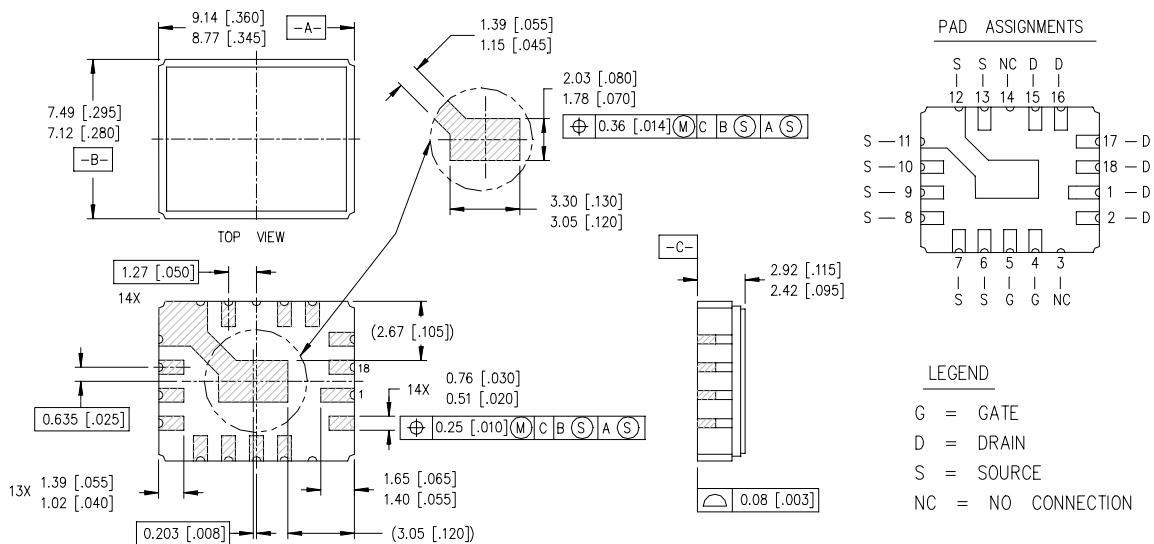 9.14 [.360]
8.77 [.345]
-A-
7.49 [.295]
7.12 [.280]
-B-
TOP VIEW
1.39 [.055]
1.15 [.045]
2.03 [.080]
1.78 [.070]
⌖ 0.36 [.014] Ⓜ C B Ⓢ A Ⓢ
3.30 [.130]
3.05 [.120]
PAD ASSIGNMENTS
S S NC D D
12 13 14 15 16
S — 11
S — 10
S — 9
S — 8
17 — D
18 — D
1 — D
2 — D
7 6 5 4 3
S S G G NC
1.27 [.050]
14X
(2.67 [.105])
18
1
0.635 [.025]
14X
0.76 [.030]
0.51 [.020]
⌖ 0.25 [.010] Ⓜ C B Ⓢ A Ⓢ
13X
1.39 [.055]
1.02 [.040]
1.65 [.065]
1.40 [.055]
0.203 [.008]
(3.05 [.120])
-C-
2.92 [.115]
2.42 [.095]
⌓ 0.08 [.003]
LEGEND
G = GATE
D = DRAIN
S = SOURCE
NC = NO CONNECTION